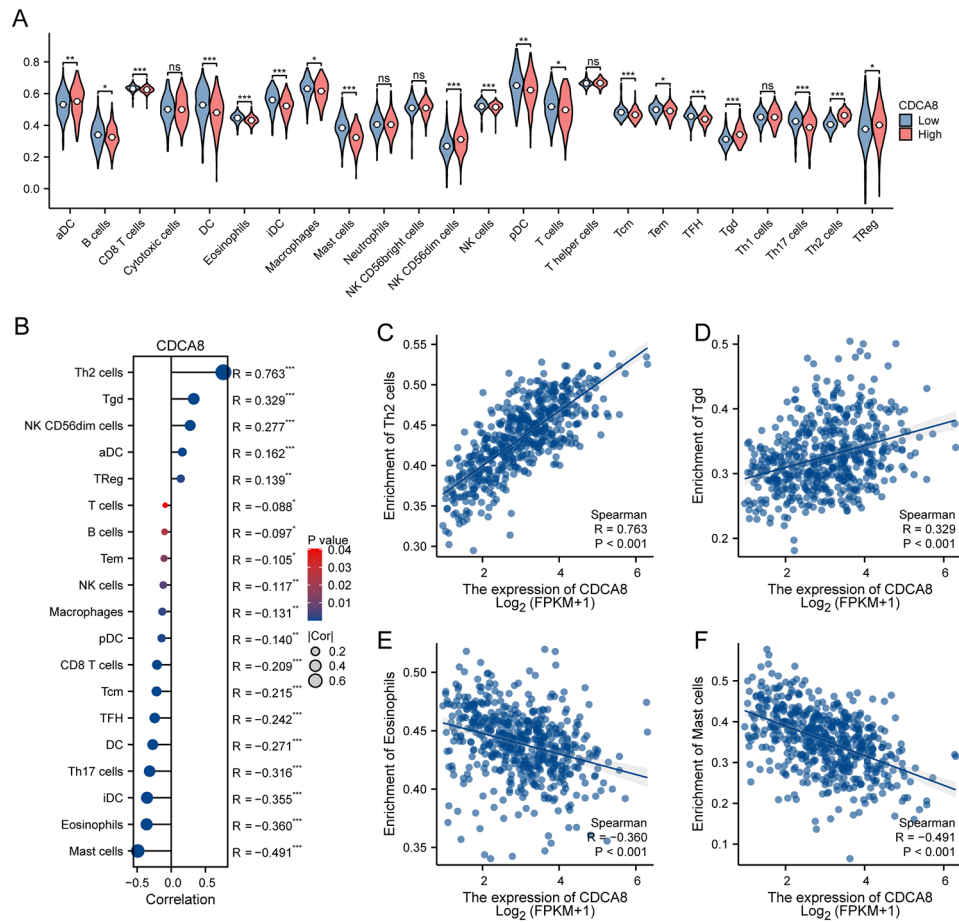 A
** * *** ns *** *** *** * *** ns ns *** *** ** * ns *** * *** *** ns *** *** *
0.8
0.6
0.4
0.2
0.0
CDCA8
Low
High
aDC
B cells
CD8 T cells
Cytotoxic cells
DC
Eosinophils
iDC
Macrophages
Mast cells
Neutrophils
NK CD56bright cells
NK CD56dim cells
NK cells
pDC
T cells
T helper cells
Tcm
Tem
TFH
Tgd
Th1 cells
Th17 cells
Th2 cells
TReg
B
CDCA8
Th2 cells R = 0.763***
Tgd R = 0.329***
NK CD56dim cells R = 0.277***
aDC R = 0.162***
TReg R = 0.139**
T cells R = −0.088*
B cells R = −0.097*
Tem R = −0.105*
NK cells R = −0.117**
Macrophages R = −0.131**
pDC R = −0.140**
CD8 T cells R = −0.209***
Tcm R = −0.215***
TFH R = −0.242***
DC R = −0.271***
Th17 cells R = −0.316***
iDC R = −0.355***
Eosinophils R = −0.360***
Mast cells R = −0.491***
−0.5 0.0 0.5
Correlation
P value
0.04
0.03
0.02
0.01
|Cor|
0.2
0.4
0.6
C
Enrichment of Th2 cells
0.55
0.50
0.45
0.40
0.35
0.30
Spearman
R = 0.763
P < 0.001
2 4 6
The expression of CDCA8
Log2 (FPKM+1)
D
Enrichment of Tgd
0.5
0.4
0.3
0.2
Spearman
R = 0.329
P < 0.001
2 4 6
The expression of CDCA8
Log2 (FPKM+1)
E
Enrichment of Eosinophils
0.50
0.45
0.40
0.35
Spearman
R = −0.360
P < 0.001
2 4 6
The expression of CDCA8
Log2 (FPKM+1)
F
Enrichment of Mast cells
0.5
0.4
0.3
0.2
0.1
Spearman
R = −0.491
P < 0.001
2 4 6
The expression of CDCA8
Log2 (FPKM+1)